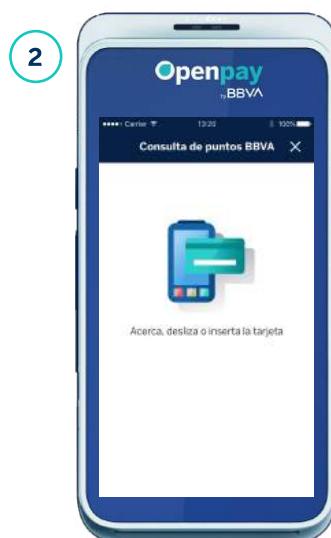 2
Openpay
by BBVA
Carrier 13:20 100%
Consulta de puntos BBVA X
Acerca, desliza o inserta la tarjeta